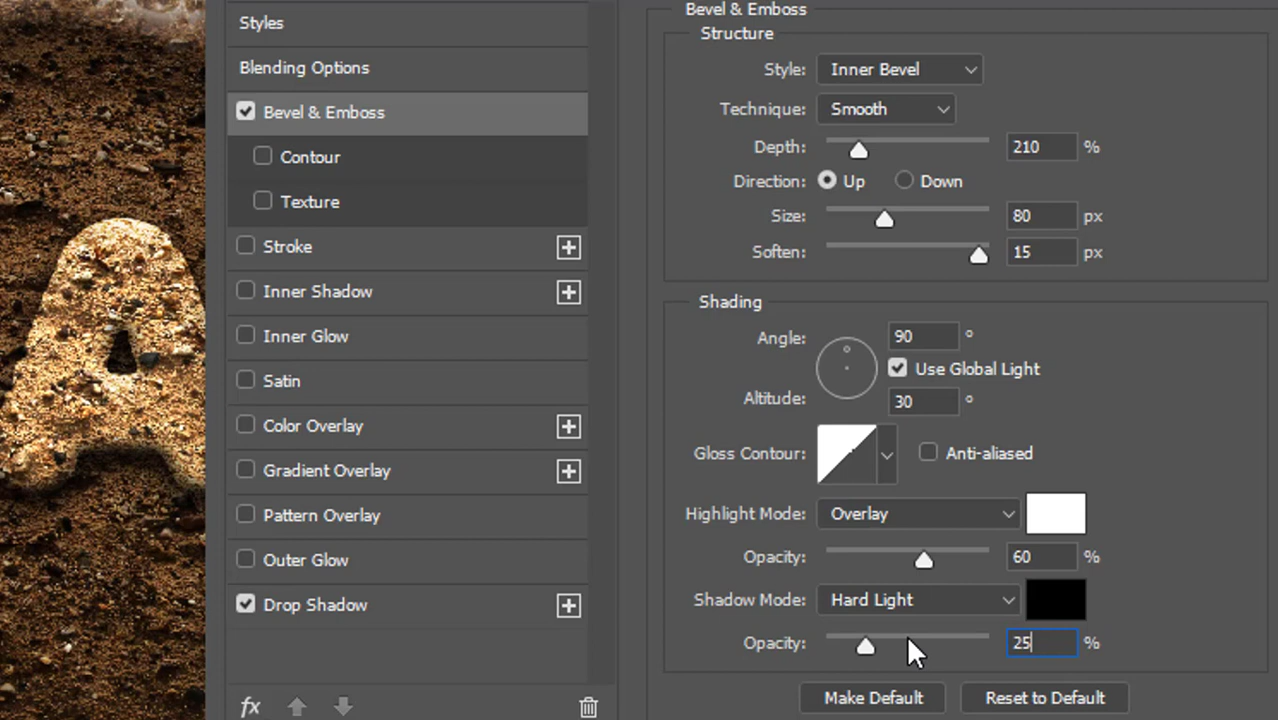 Styles
Blending Options
Bevel & Emboss
Contour
Texture
Stroke
Inner Shadow
Inner Glow
Satin
Color Overlay
Gradient Overlay
Pattern Overlay
Outer Glow
Drop Shadow
fx
Bevel & Emboss
Structure
Style: Inner Bevel
Technique: Smooth
Depth: 210 %
Direction: Up Down
Size: 80 px
Soften: 15 px
Shading
Angle: 90 °
Use Global Light
Altitude: 30 °
Gloss Contour: Anti-aliased
Highlight Mode: Overlay
Opacity: 60 %
Shadow Mode: Hard Light
Opacity: 25 %
Make Default Reset to Default
A